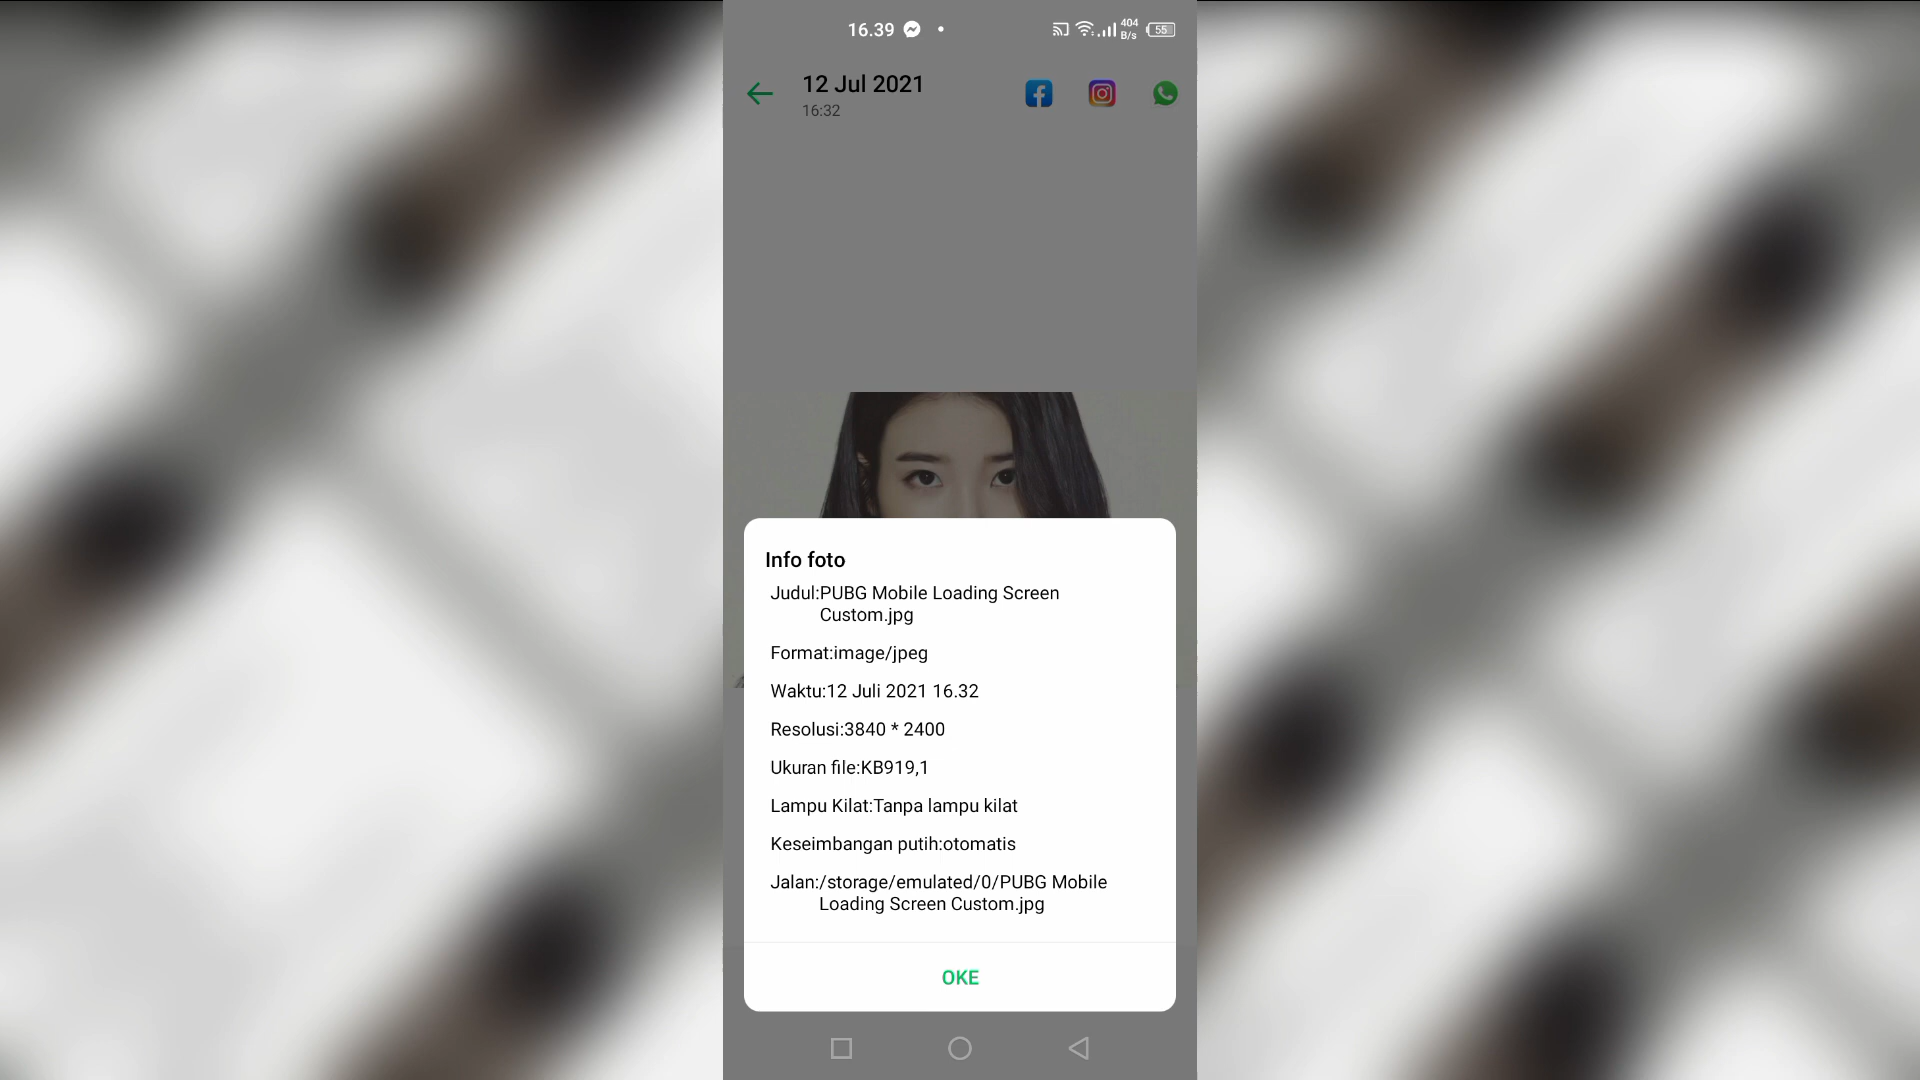 16.39
404
B/s
55
12 Jul 2021
16:32
Info foto
Judul:PUBG Mobile Loading Screen
Custom.jpg
Format:image/jpeg
Waktu:12 Juli 2021 16.32
Resolusi:3840 * 2400
Ukuran file:KB919,1
Lampu Kilat:Tanpa lampu kilat
Keseimbangan putih:otomatis
Jalan:/storage/emulated/0/PUBG Mobile
Loading Screen Custom.jpg
OKE